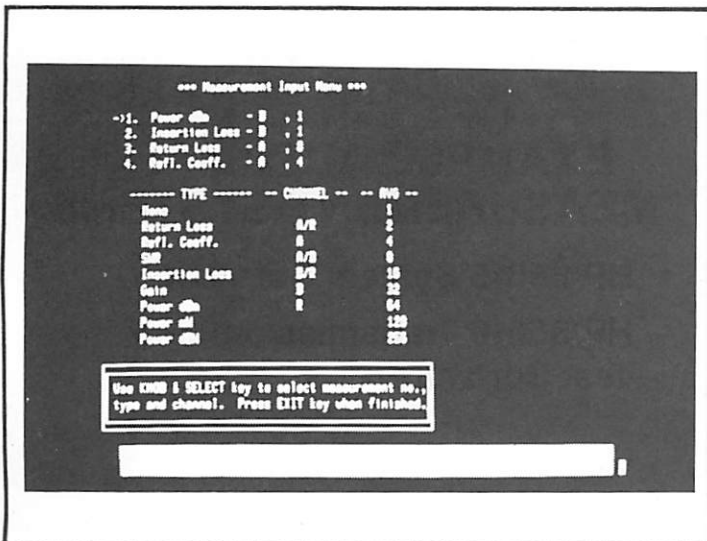 *** Measurement Input Menu ***
->1. Power dBm - B , 1
2. Insertion Loss - B , 1
3. Return Loss - A , 8
4. Refl. Coeff. - A , 4
------- TYPE ------ -- CHANNEL -- -- AVG --
None 1
Return Loss A/R 2
Refl. Coeff. A 4
SWR A/B 8
Insertion Loss B/R 16
Gain B 32
Power dBm R 64
Power mW 128
Power dBW 256
Use KNOB & SELECT key to select measurement no.,
type and channel. Press EXIT key when finished.